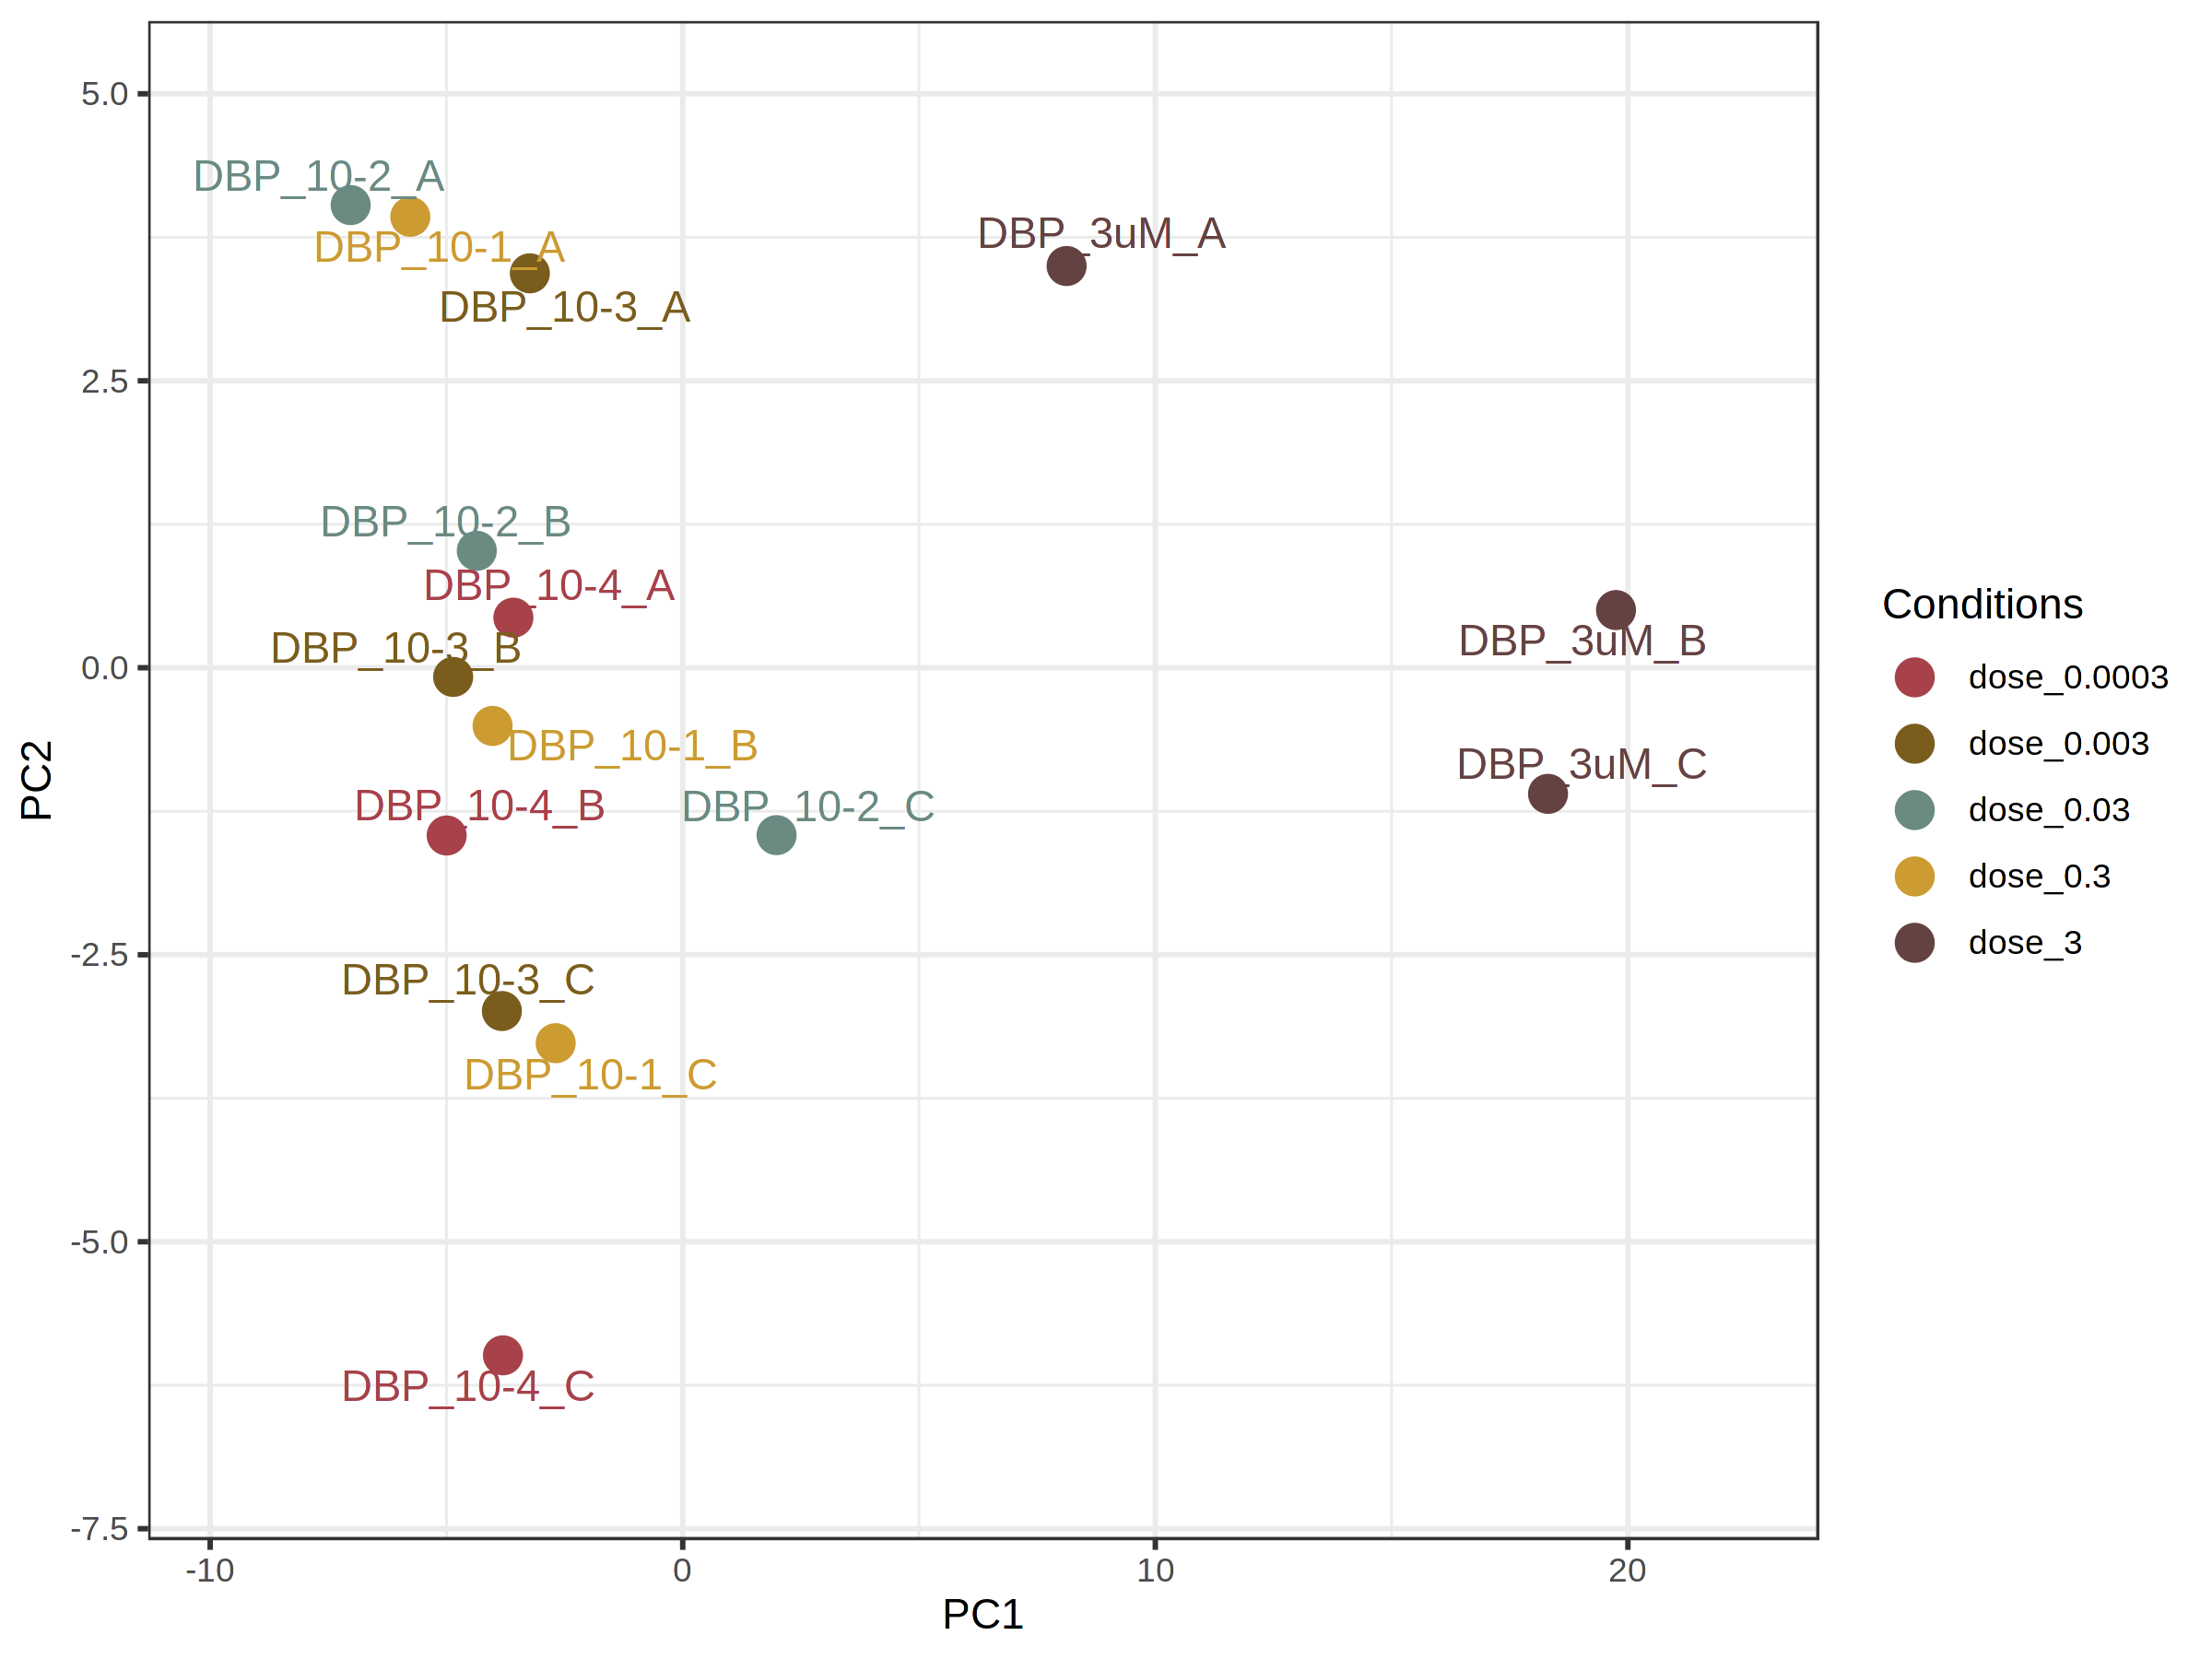 5.0
2.5
0.0
-2.5
-5.0
-7.5
PC2
DBP_10-2_A
DBP_10-1_A
DBP_10-3_A
DBP_3uM_A
DBP_10-2_B
DBP_10-4_A
DBP_10-3_B
DBP_3uM_B
DBP_10-1_B
DBP_3uM_C
DBP_10-4_B
DBP_10-2_C
DBP_10-3_C
DBP_10-1_C
DBP_10-4_C
-10
0
10
20
PC1
Conditions
dose_0.0003
dose_0.003
dose_0.03
dose_0.3
dose_3